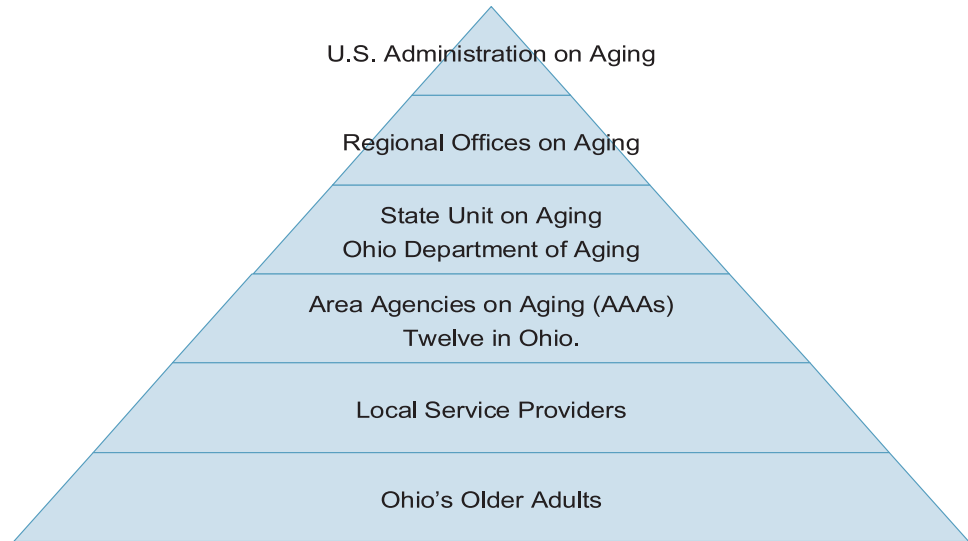 U.S. Administration on Aging
Regional Offices on Aging
State Unit on Aging
Ohio Department of Aging
Area Agencies on Aging (AAAs)
Twelve in Ohio.
Local Service Providers
Ohio’s Older Adults